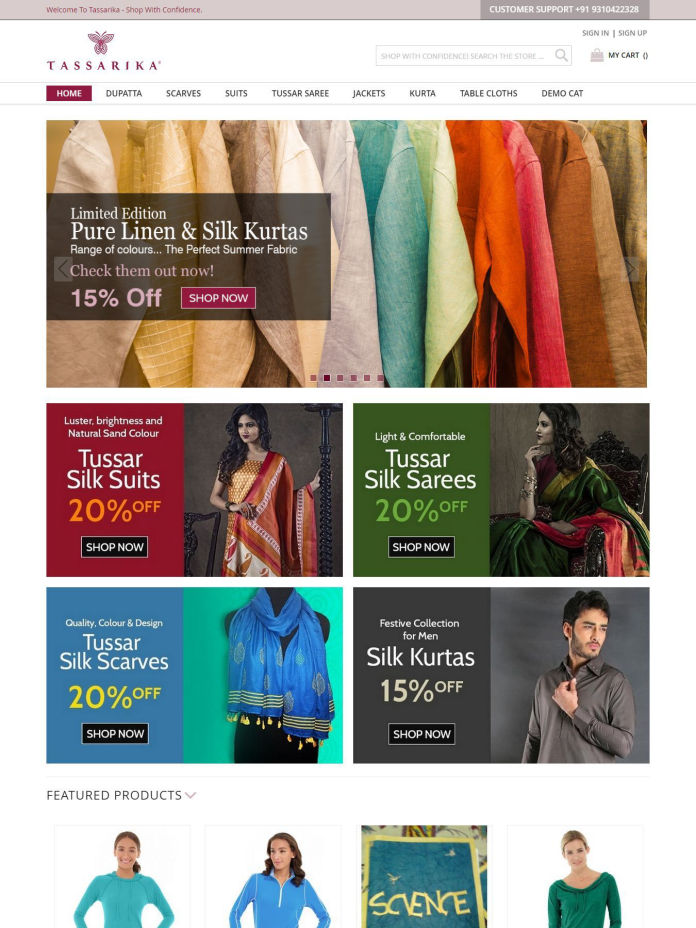 Welcome To Tassarika - Shop With Confidence.
CUSTOMER SUPPORT +91 9310422328
SIGN IN | SIGN UP
TASSARIKA
SHOP WITH CONFIDENCE! SEARCH THE STORE ...
MY CART ()
HOME DUPATTA SCARVES SUITS TUSSAR SAREE JACKETS KURTA TABLE CLOTHS DEMO CAT
Limited Edition
Pure Linen & Silk Kurtas
Range of colours... The Perfect Summer Fabric
Check them out now!
15% Off SHOP NOW
Luster, brightness and
Natural Sand Colour
Tussar
Silk Suits
20% OFF
SHOP NOW
Light & Comfortable
Tussar
Silk Sarees
20% OFF
SHOP NOW
Quality, Colour & Design
Tussar
Silk Scarves
20% OFF
SHOP NOW
Festive Collection
for Men
Silk Kurtas
15% OFF
SHOP NOW
FEATURED PRODUCTS
SCIENCE